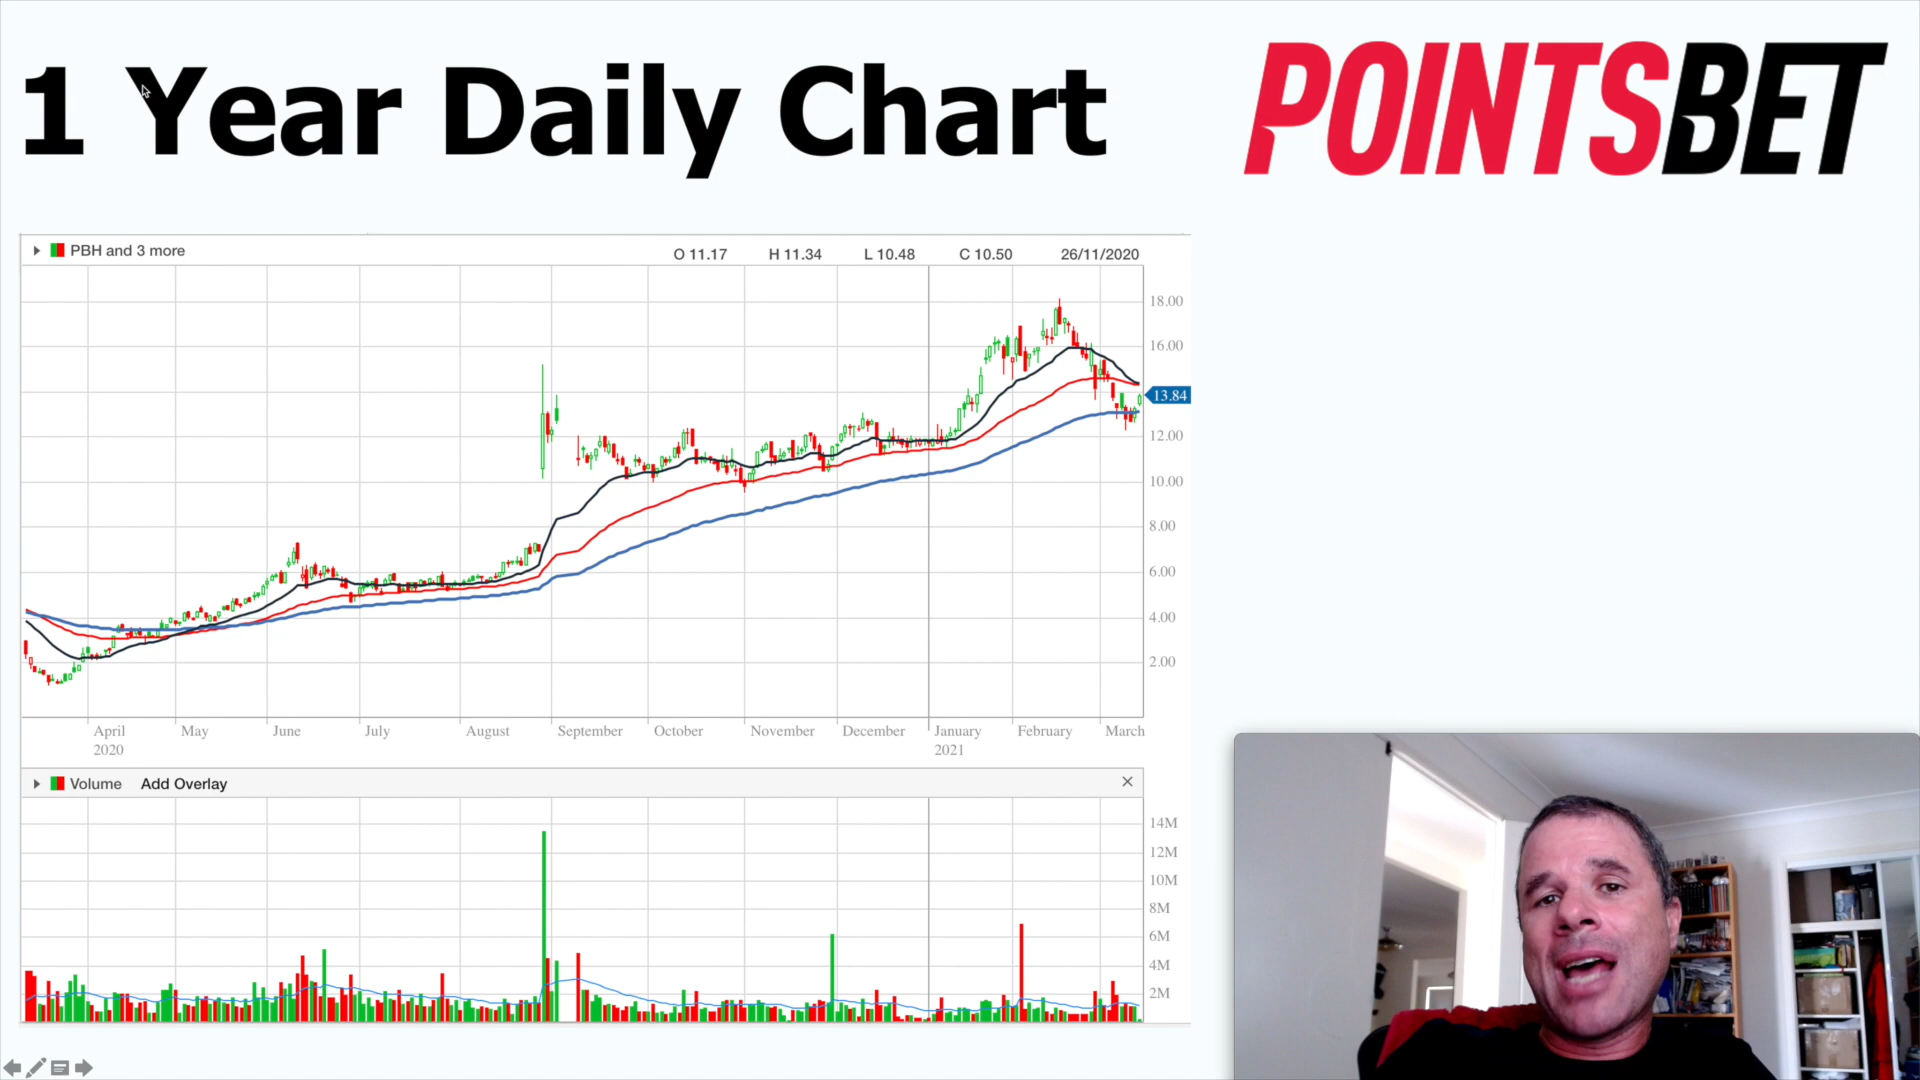 1 Year Daily Chart
POINTSBET
PBH and 3 more
O 11.17 H 11.34 L 10.48 C 10.50 26/11/2020
18.00
16.00
13.84
12.00
10.00
8.00
6.00
4.00
2.00
April May June July August September October November December January February March
2020 2021
Volume Add Overlay
14M
12M
10M
8M
6M
4M
2M